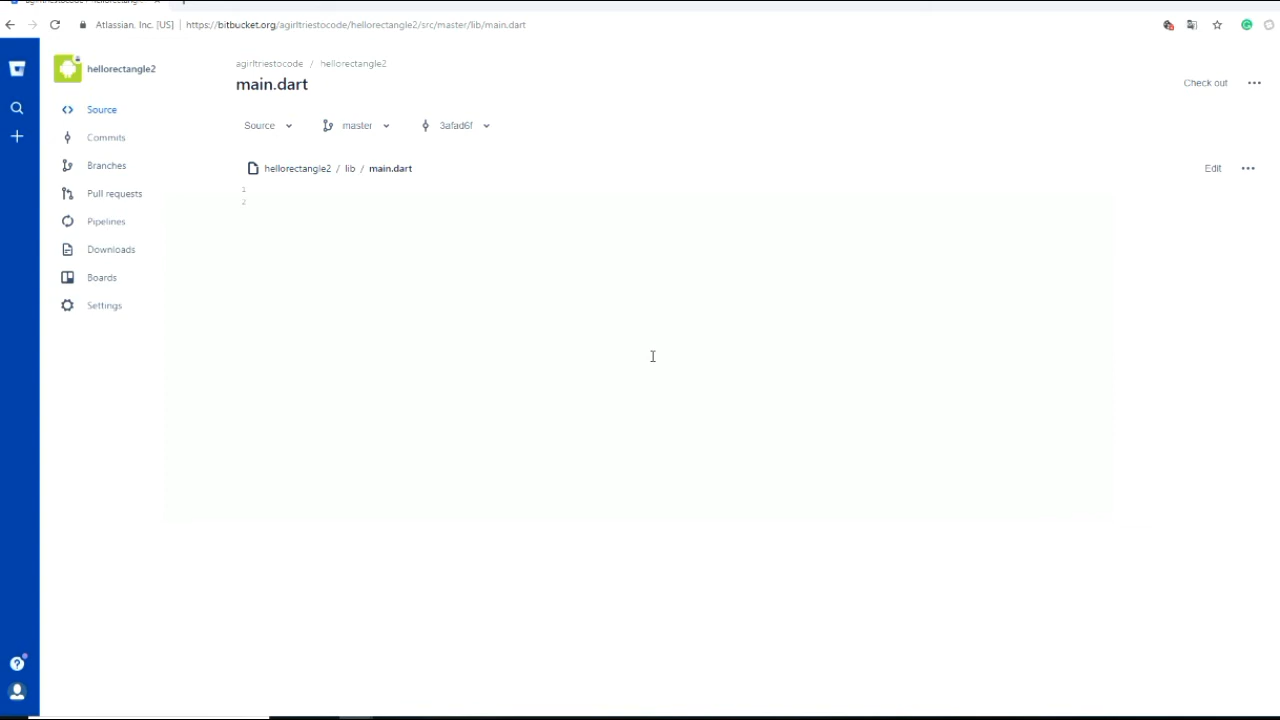 Atlassian, Inc. [US] https://bitbucket.org/agirltriestocode/hellorectangle2/src/master/lib/main.dart
hellorectangle2
agirltriestocode / hellorectangle2
main.dart
Check out
Source
Commits
Branches
Pull requests
Pipelines
Downloads
Boards
Settings
Source master 3afad6f
hellorectangle2 / lib / main.dart
Edit
1
2